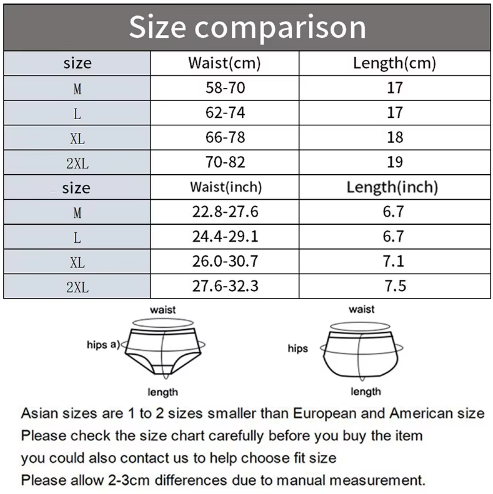 Size comparison
size Waist(cm) Length(cm)
M 58-70 17
L 62-74 17
XL 66-78 18
2XL 70-82 19
size Waist(inch) Length(inch)
M 22.8-27.6 6.7
L 24.4-29.1 6.7
XL 26.0-30.7 7.1
2XL 27.6-32.3 7.5
waist waist
hips a) hips
length length
Asian sizes are 1 to 2 sizes smaller than European and American size
Please check the size chart carefully before you buy the item
you could also contact us to help choose fit size
Please allow 2-3cm differences due to manual measurement.